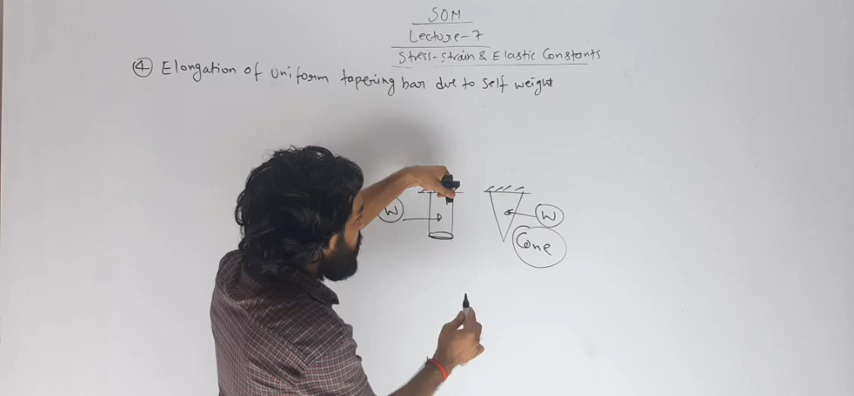 SOM
Lecture-7
Stress-Strain & Elastic Constants
④ Elongation of Uniform tapering bar due to self weight
W
W
Cone